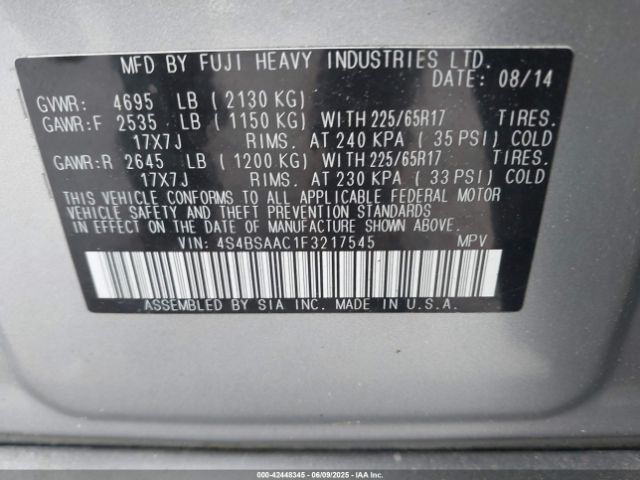 MFD BY FUJI HEAVY INDUSTRIES LTD.
DATE: 08/14
GVWR: 4695 LB ( 2130 KG)
GAWR:F 2535 LB ( 1150 KG) WITH 225/65R17 TIRES.
17X7J RIMS. AT 240 KPA ( 35 PSI) COLD
GAWR:R 2645 LB ( 1200 KG) WITH 225/65R17 TIRES.
17X7J RIMS. AT 230 KPA ( 33 PSI) COLD
THIS VEHICLE CONFORMS TO ALL APPLICABLE FEDERAL MOTOR
VEHICLE SAFETY AND THEFT PREVENTION STANDARDS
IN EFFECT ON THE DATE OF MANUFACTURE SHOWN ABOVE.
VIN: 4S4BSAAC1F3217545 MPV
ASSEMBLED BY SIA INC. MADE IN U.S.A.
000-42448345 - 06/09/2025 - IAA Inc.